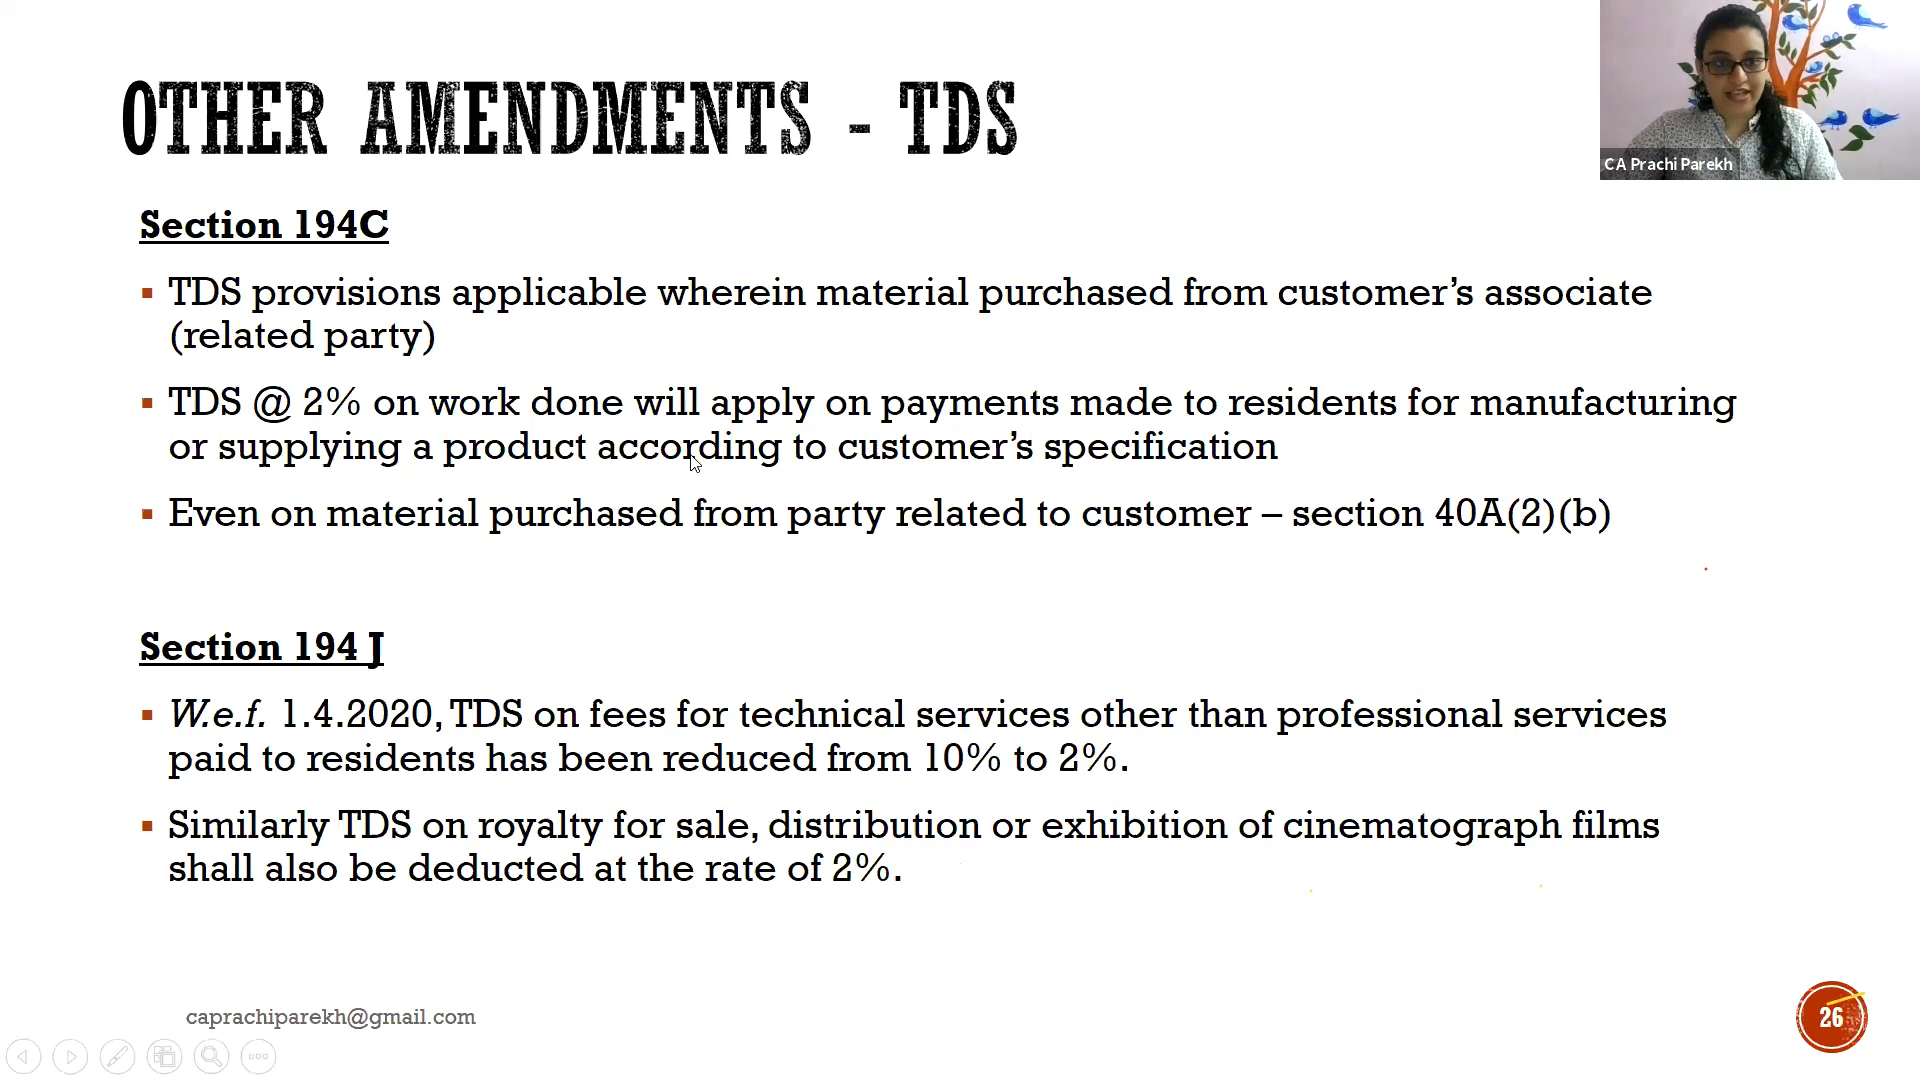 OTHER AMENDMENTS - TDS
CA Prachi Parekh
Section 194C
▪ TDS provisions applicable wherein material purchased from customer’s associate
(related party)
▪ TDS @ 2% on work done will apply on payments made to residents for manufacturing
or supplying a product according to customer’s specification
▪ Even on material purchased from party related to customer – section 40A(2)(b)
Section 194 J
▪ W.e.f. 1.4.2020, TDS on fees for technical services other than professional services
paid to residents has been reduced from 10% to 2%.
▪ Similarly TDS on royalty for sale, distribution or exhibition of cinematograph films
shall also be deducted at the rate of 2%.
caprachiparekh@gmail.com
26